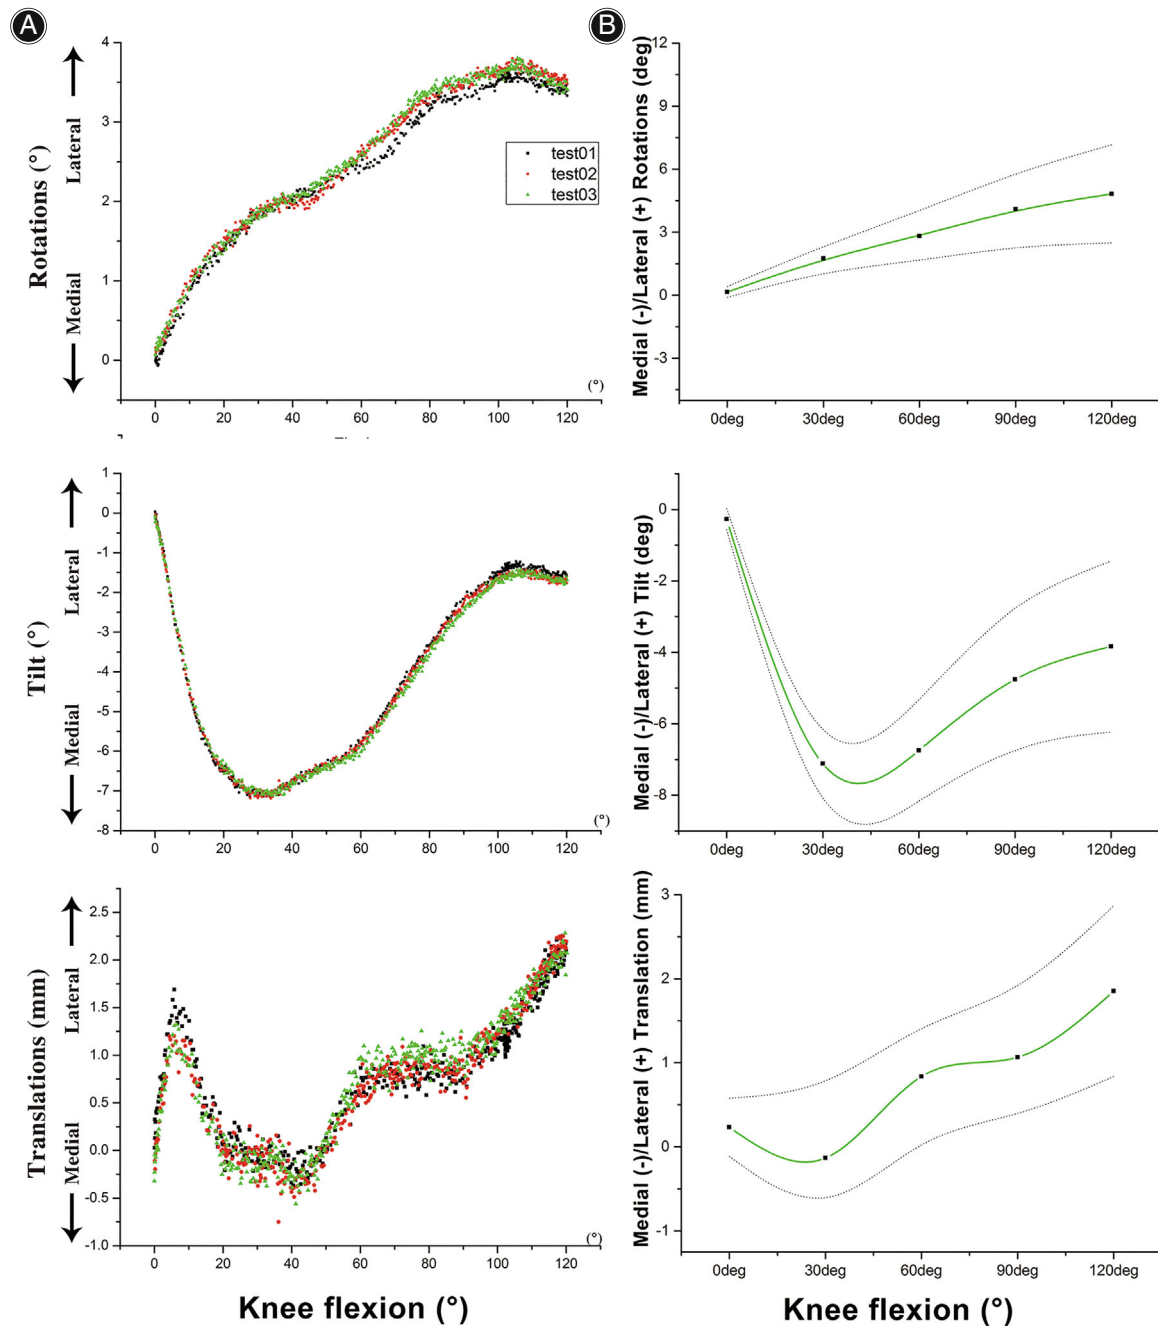 A
B
4
3
2
1
0
Rotations (°)
Lateral
Medial
test01
test02
test03
(°)
0 20 40 60 80 100 120
12
9
6
3
0
-3
Medial (-)/Lateral (+) Rotations (deg)
0deg 30deg 60deg 90deg 120deg
1
0
-1
-2
-3
-4
-5
-6
-7
-8
Tilt (°)
Lateral
Medial
(°)
0 20 40 60 80 100 120
0
-2
-4
-6
-8
Medial (-)/Lateral (+) Tilt (deg)
0deg 30deg 60deg 90deg 120deg
2.5
2.0
1.5
1.0
0.5
0.0
-0.5
-1.0
Translations (mm)
Lateral
Medial
(°)
0 20 40 60 80 100 120
Knee flexion (°)
3
2
1
0
-1
Medial (-)/Lateral (+) Translation (mm)
0deg 30deg 60deg 90deg 120deg
Knee flexion (°)